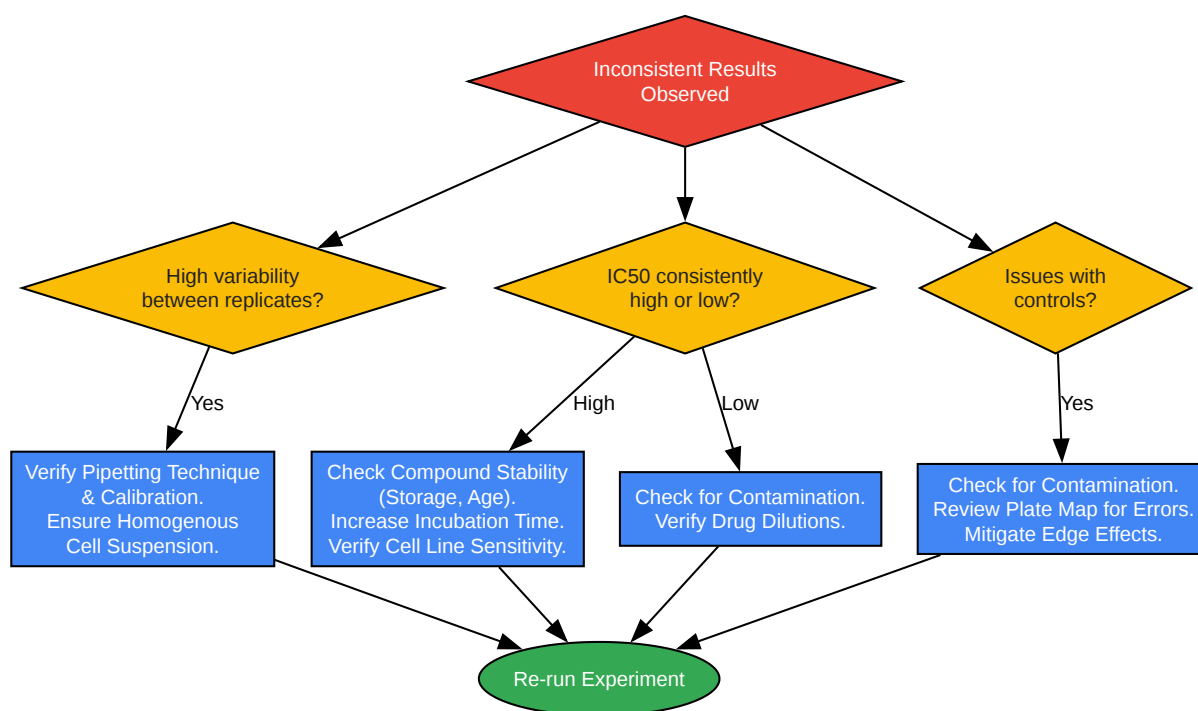 Inconsistent Results
Observed
High variability
between replicates?
IC50 consistently
high or low?
Issues with
controls?
Yes
High
Low
Yes
Verify Pipetting Technique
& Calibration.
Ensure Homogenous
Cell Suspension.
Check Compound Stability
(Storage, Age).
Increase Incubation Time.
Verify Cell Line Sensitivity.
Check for Contamination.
Verify Drug Dilutions.
Check for Contamination.
Review Plate Map for Errors.
Mitigate Edge Effects.
Re-run Experiment